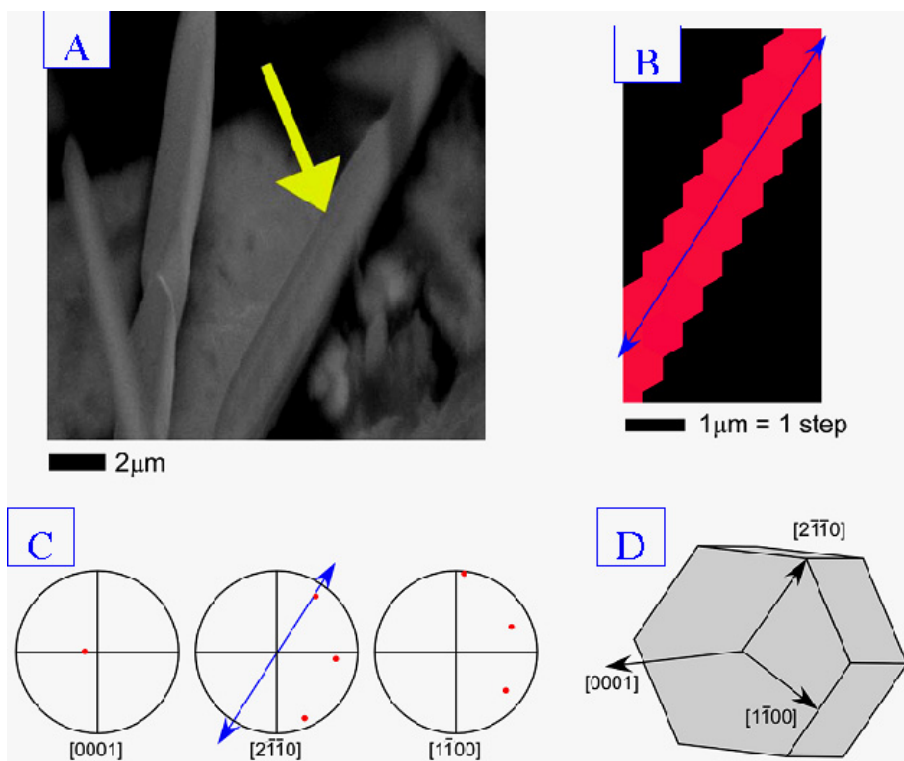 A
B
2μm
1μm = 1 step
C
D
[0001]
[21̄1̄0]
[11̄00]
[21̄1̄0]
[0001]
[11̄00]